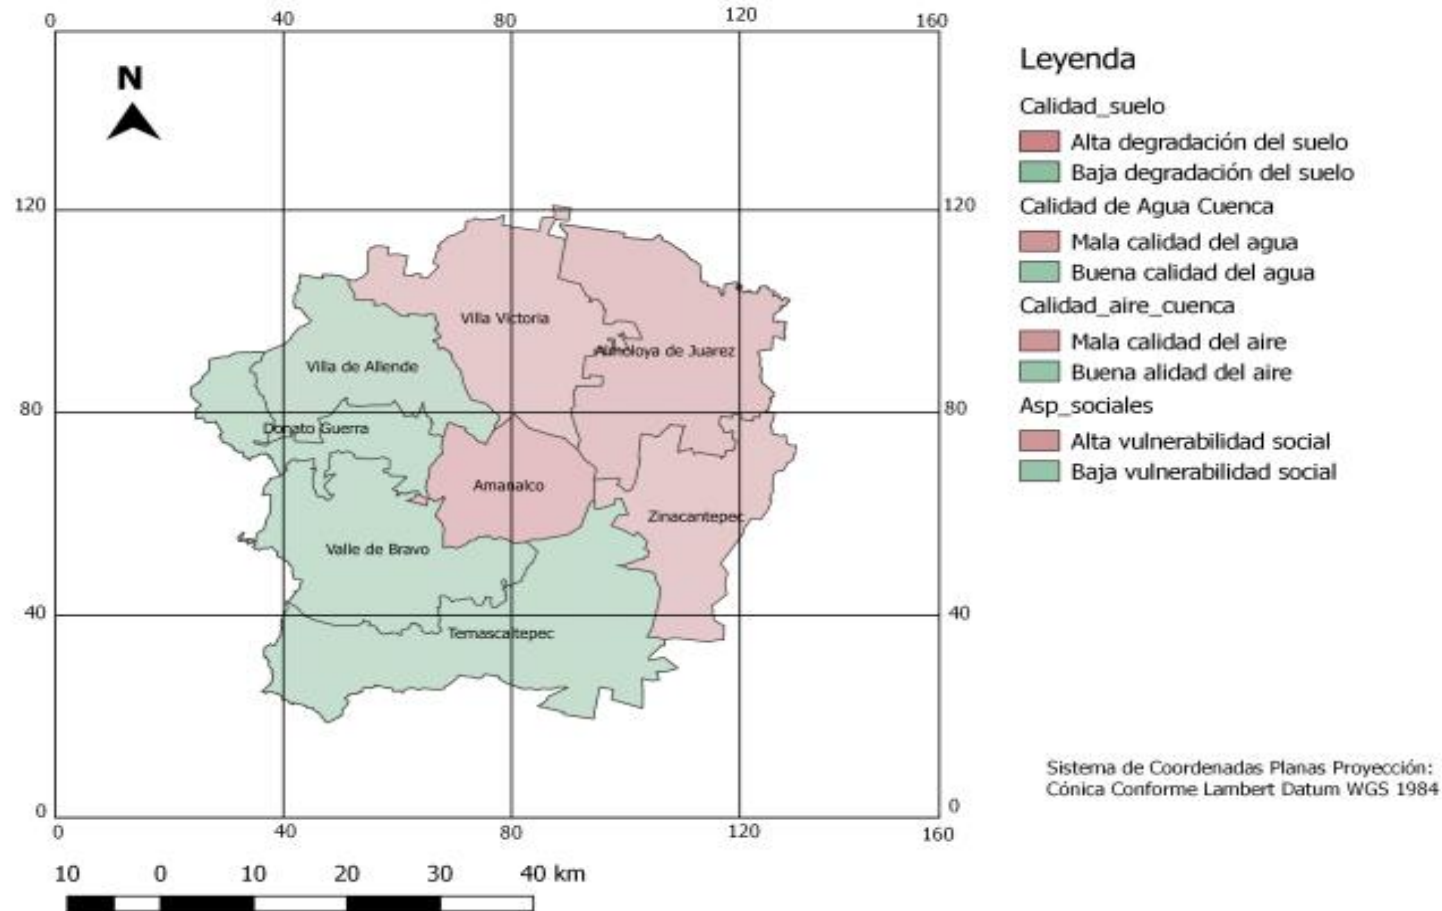 0 40 80 120 160
N
120 120
Villa Victoria
Almoloya de Juarez
Villa de Allende
80 80
Donato Guerra
Amanalco
Zinacantepec
Valle de Bravo
40 40
Temascaltepec
0 0
0 40 80 120 160
10 0 10 20 30 40 km
Leyenda
Calidad_suelo
Alta degradación del suelo
Baja degradación del suelo
Calidad de Agua Cuenca
Mala calidad del agua
Buena calidad del agua
Calidad_aire_cuenca
Mala calidad del aire
Buena alidad del aire
Asp_sociales
Alta vulnerabilidad social
Baja vulnerabilidad social
Sistema de Coordenadas Planas Proyección:
Cónica Conforme Lambert Datum WGS 1984